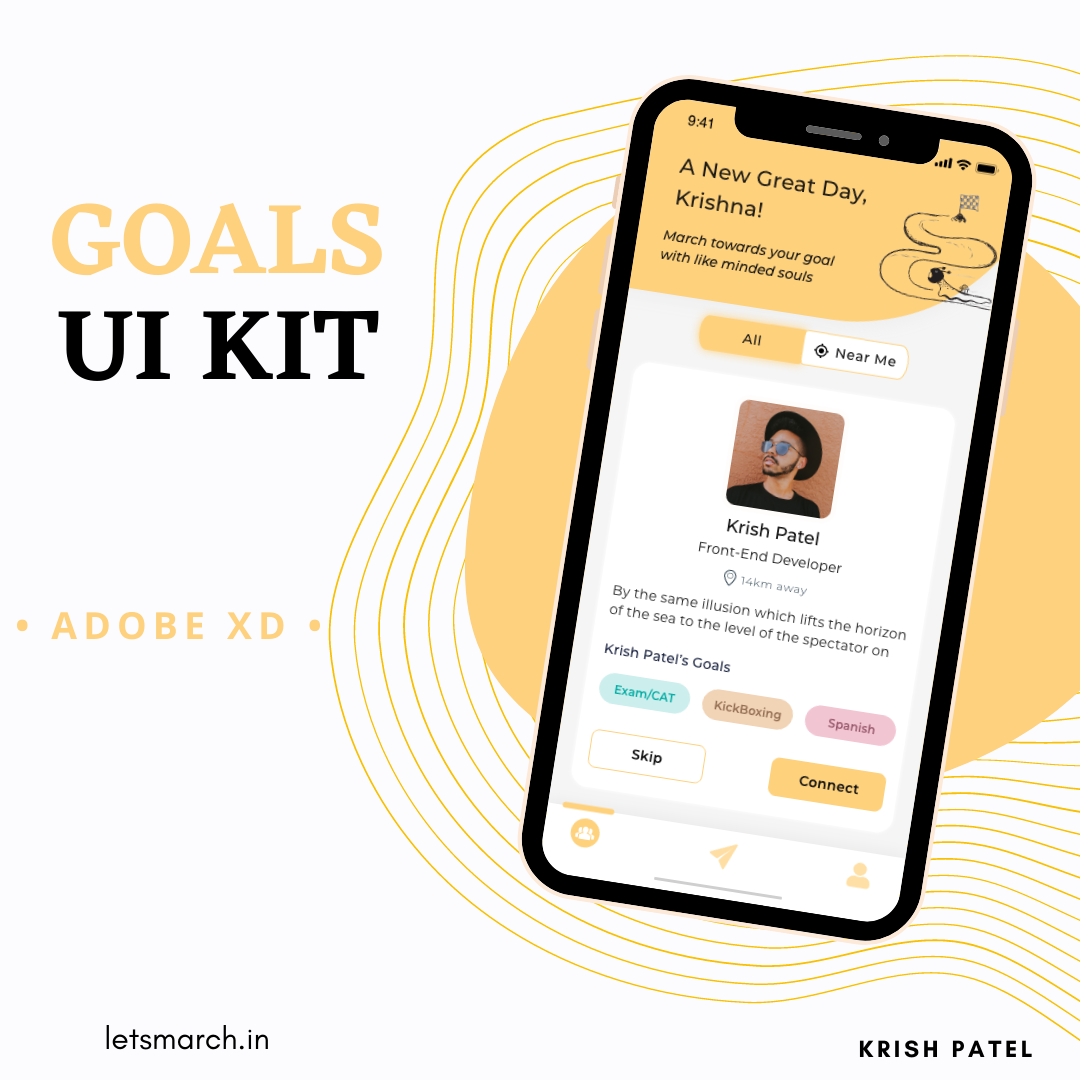 GOALS
UI KIT
• ADOBE XD •
9:41
A New Great Day,
Krishna!
March towards your goal
with like minded souls
All
Near Me
Krish Patel
Front-End Developer
14km away
By the same illusion which lifts the horizon
of the sea to the level of the spectator on
Krish Patel's Goals
Exam/CAT
KickBoxing
Spanish
Skip
Connect
letsmarch.in
KRISH PATEL